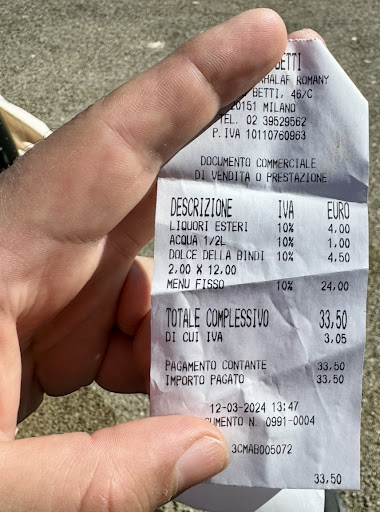 ETTI
HALAF ROMANY
BETTI, 46/C
20151 MILANO
TEL. 02 39529562
P.IVA 10110760963
DOCUMENTO COMMERCIALE
DI VENDITA O PRESTAZIONE
DESCRIZIONE IVA EURO
LIQUORI ESTERI 10% 4,00
ACQUA 1/2L 10% 1,00
DOLCE DELLA BINDI 10% 4,50
2,00 X 12,00
MENU FISSO 10% 24,00
TOTALE COMPLESSIVO 33,50
DI CUI IVA 3,05
PAGAMENTO CONTANTE 33,50
IMPORTO PAGATO 33,50
12-03-2024 13:47
CUMENTO N. 0991-0004
3CMAB005072
33,50